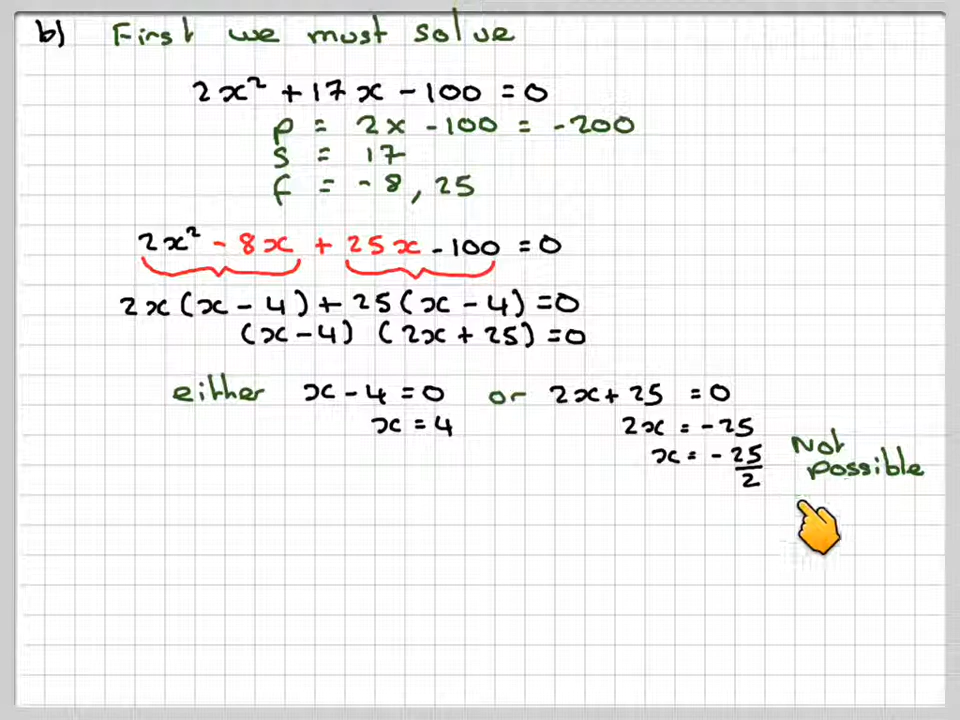 b) First we must solve
2x² + 17x - 100 = 0
P = 2x - 100 = -200
S = 17
F = -8, 25
2x² - 8x + 25x - 100 = 0
2x(x - 4) + 25(x - 4) = 0
(x - 4) (2x + 25) = 0
either x - 4 = 0 or 2x + 25 = 0
x = 4 2x = -25
x = -25/2 Not possible